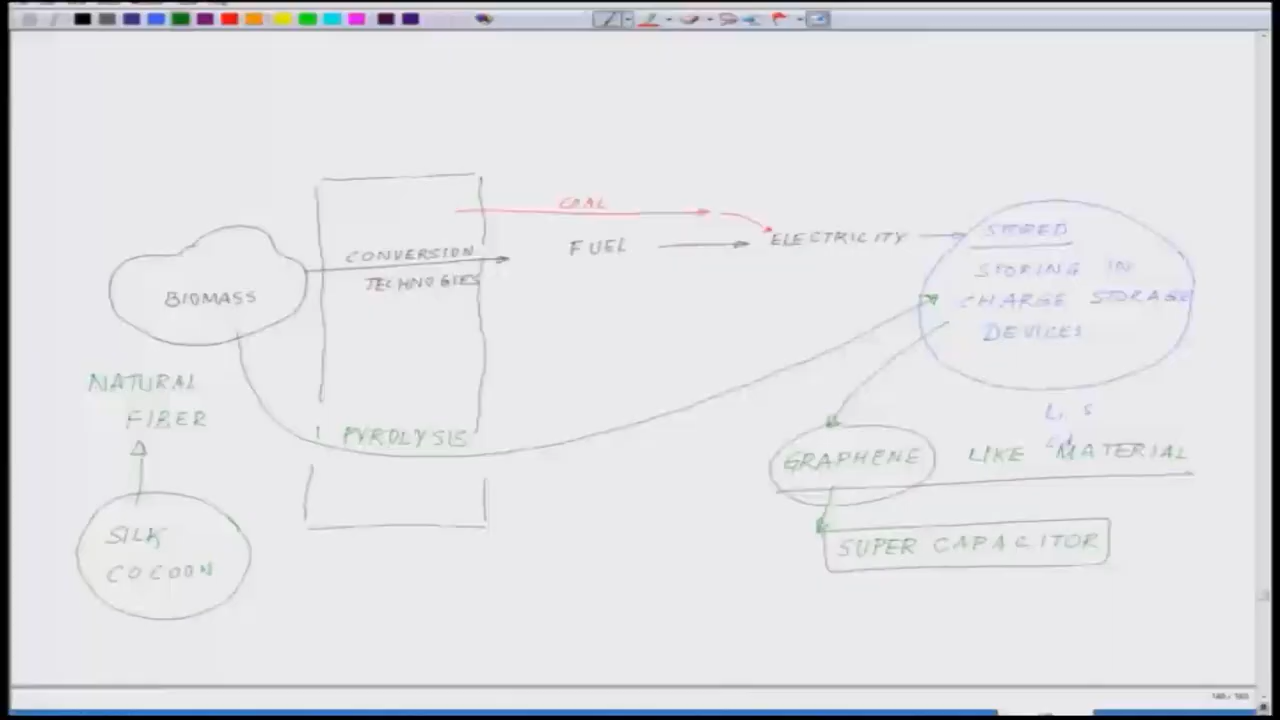 COAL
BIOMASS
CONVERSION
TECHNOGIES
FUEL
ELECTRICITY
STORED
STORING IN
CHARGE STORAGE
DEVICES
NATURAL
FIBER
PYROLYSIS
GRAPHENE LIKE MATERIAL
SUPER CAPACITOR
SILK
COCOON